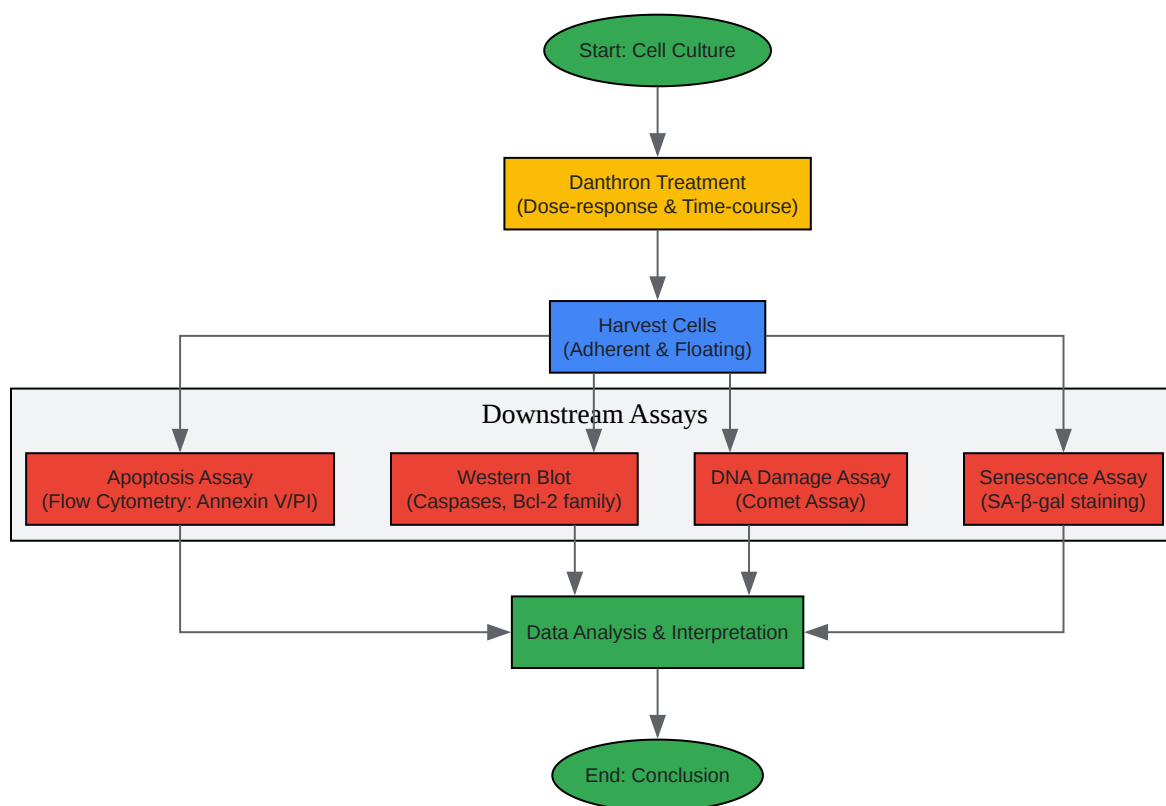 Start: Cell Culture
Danthron Treatment
(Dose-response & Time-course)
Harvest Cells
(Adherent & Floating)
Downstream Assays
Apoptosis Assay
(Flow Cytometry: Annexin V/PI)
Western Blot
(Caspases, Bcl-2 family)
DNA Damage Assay
(Comet Assay)
Senescence Assay
(SA-β-gal staining)
Data Analysis & Interpretation
End: Conclusion